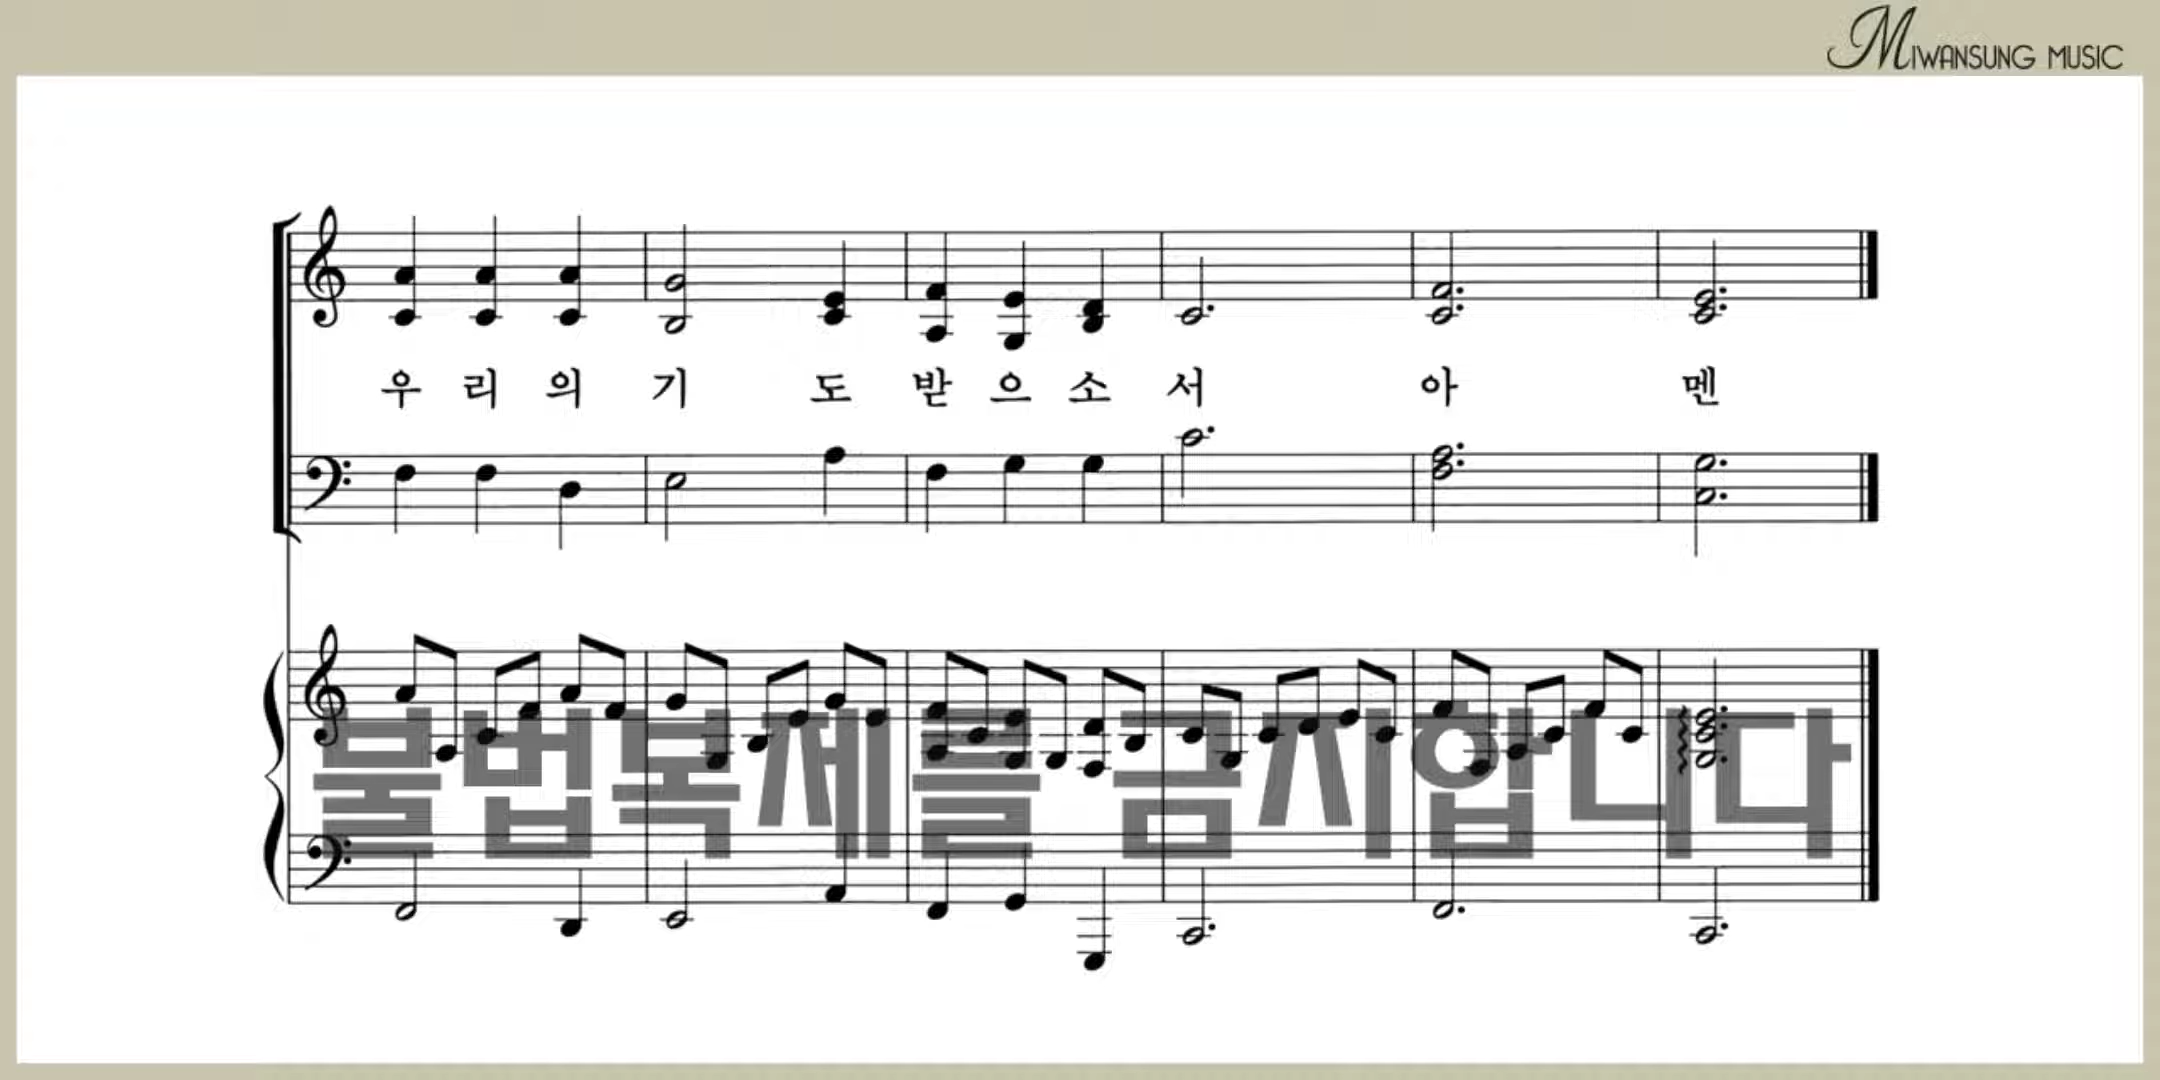 MIWANSUNG MUSIC
우 리 의 기 도 받 으 소 서 아 멘
불법복제를 금지합니다